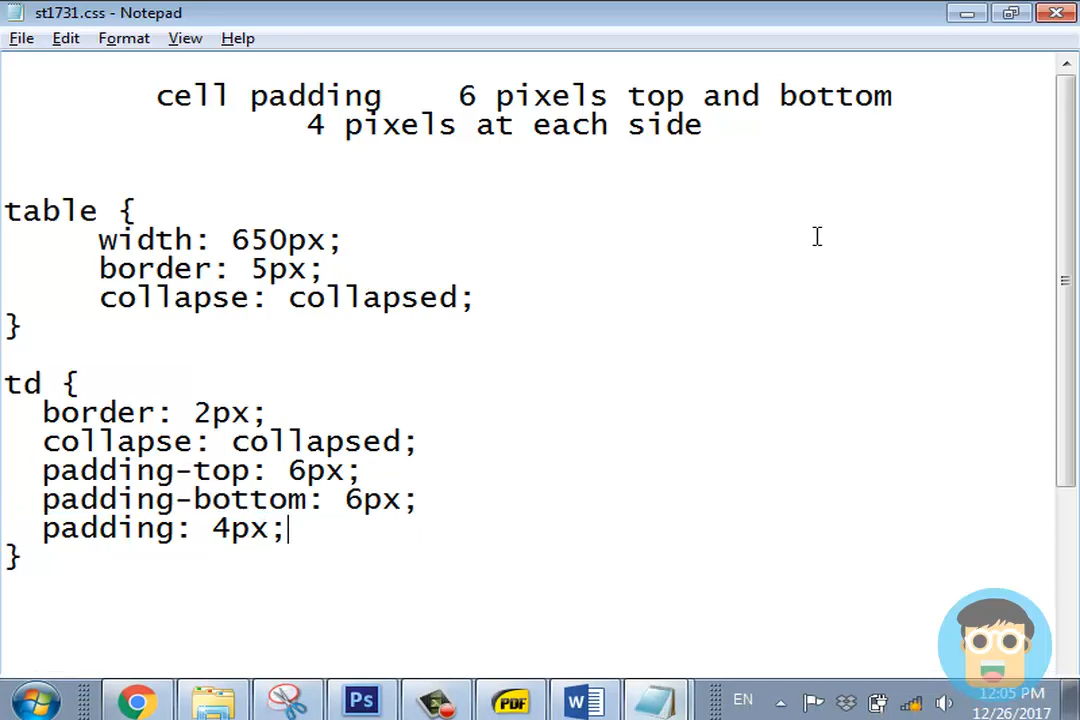 st1731.css - Notepad
File Edit Format View Help
cell padding 6 pixels top and bottom
4 pixels at each side
table {
width: 650px;
border: 5px;
collapse: collapsed;
}
td {
border: 2px;
collapse: collapsed;
padding-top: 6px;
padding-bottom: 6px;
padding: 4px;
}
Ps
PDF
W
EN
12:05 PM
12/26/2017